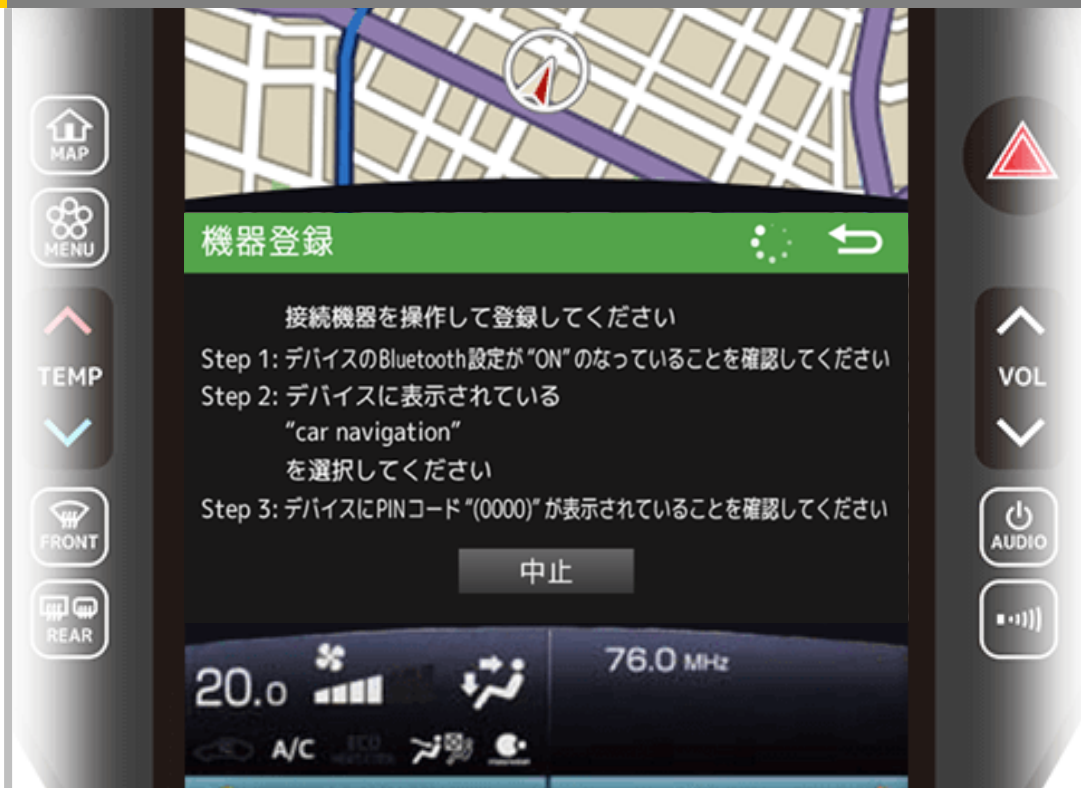 MAP
MENU
TEMP
FRONT
REAR
機器登録
接続機器を操作して登録してください
Step 1: デバイスのBluetooth設定が “ON” のなっていることを確認してください
Step 2: デバイスに表示されている
“car navigation”
を選択してください
Step 3: デバイスにPINコード “(0000)” が表示されていることを確認してください
中止
20.0
76.0 MHz
A/C
ECO
VOL
AUDIO